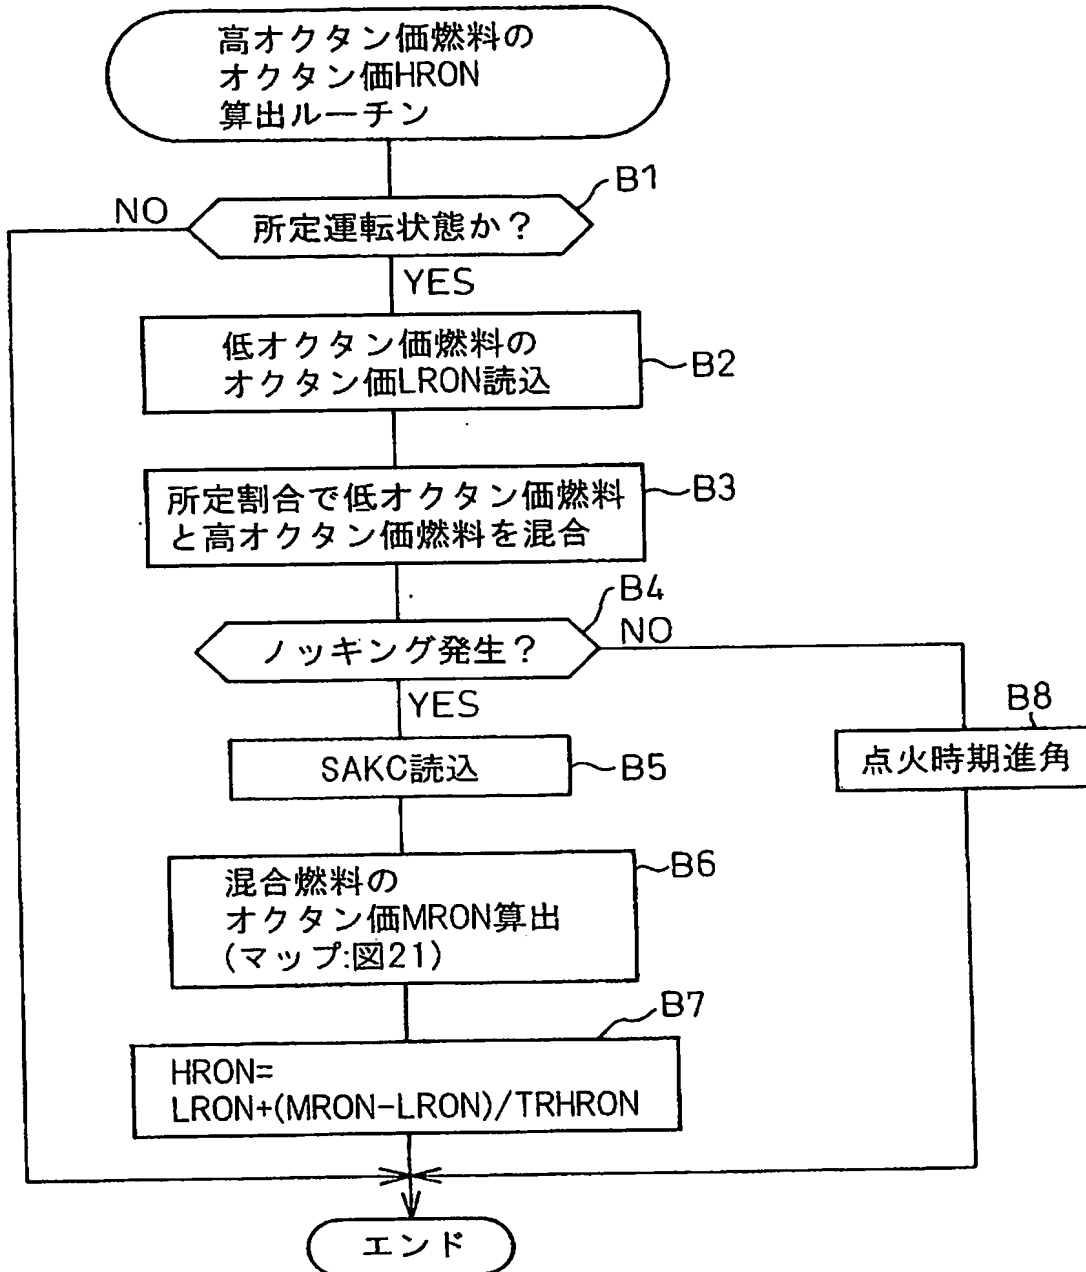 高オクタン価燃料の
オクタン価HRON
算出ルーチン
B1
NO
所定運転状態か?
YES
低オクタン価燃料の
オクタン価LRON読込
B2
所定割合で低オクタン価燃料
と高オクタン価燃料を混合
B3
B4
ノッキング発生?
NO
YES
B8
点火時期進角
SAKC読込
B5
混合燃料の
オクタン価MRON算出
(マップ:図21)
B6
B7
HRON=
LRON+(MRON-LRON)/TRHRON
エンド